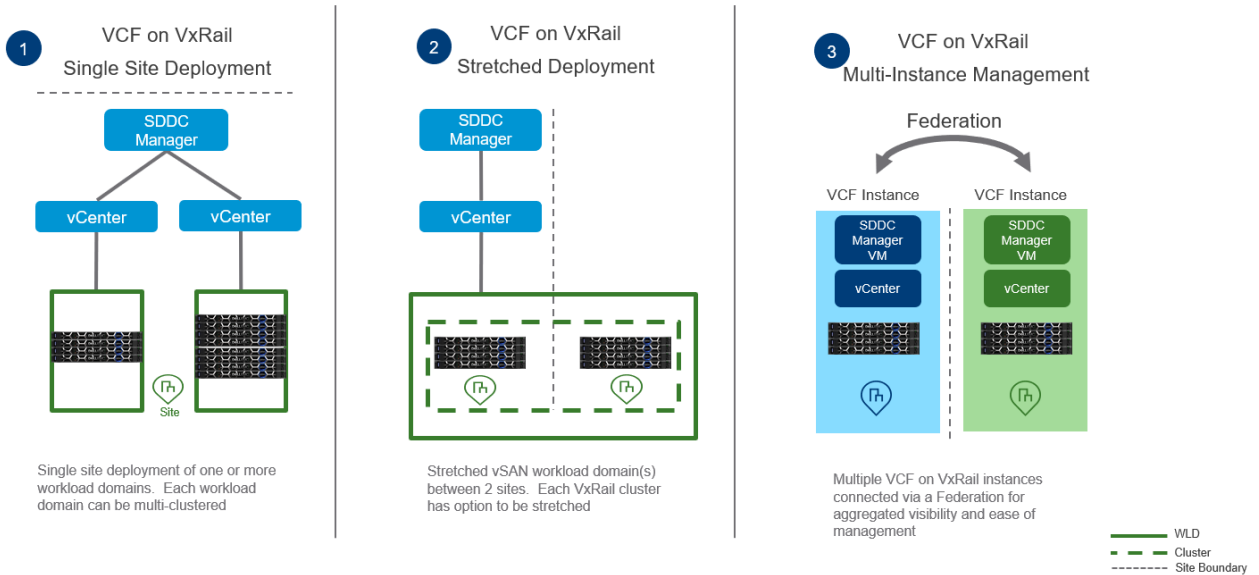 1
VCF on VxRail
Single Site Deployment
SDDC
Manager
vCenter
vCenter
Site
Single site deployment of one or more
workload domains.  Each workload
domain can be multi-clustered
2
VCF on VxRail
Stretched Deployment
SDDC
Manager
vCenter
Stretched vSAN workload domain(s)
between 2 sites.  Each VxRail cluster
has option to be stretched
3
VCF on VxRail
Multi-Instance Management
Federation
VCF Instance
SDDC
Manager
VM
vCenter
VCF Instance
SDDC
Manager
VM
vCenter
Multiple VCF on VxRail instances
connected via a Federation for
aggregated visibility and ease of
management
WLD
Cluster
Site Boundary